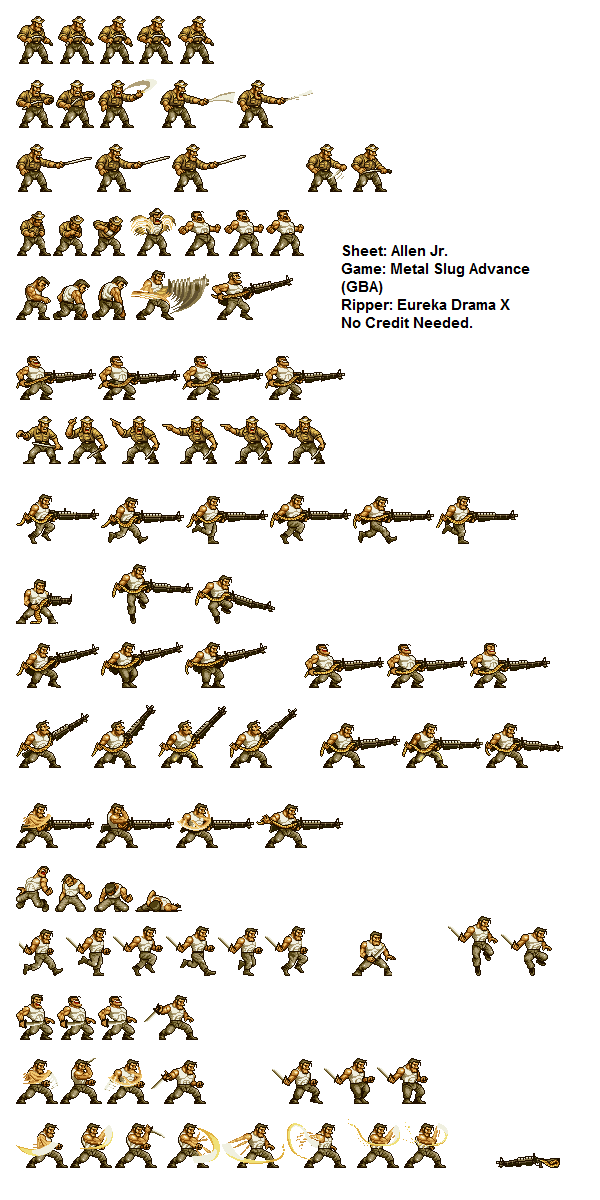 Sheet: Allen Jr.
Game: Metal Slug Advance
(GBA)
Ripper: Eureka Drama X
No Credit Needed.